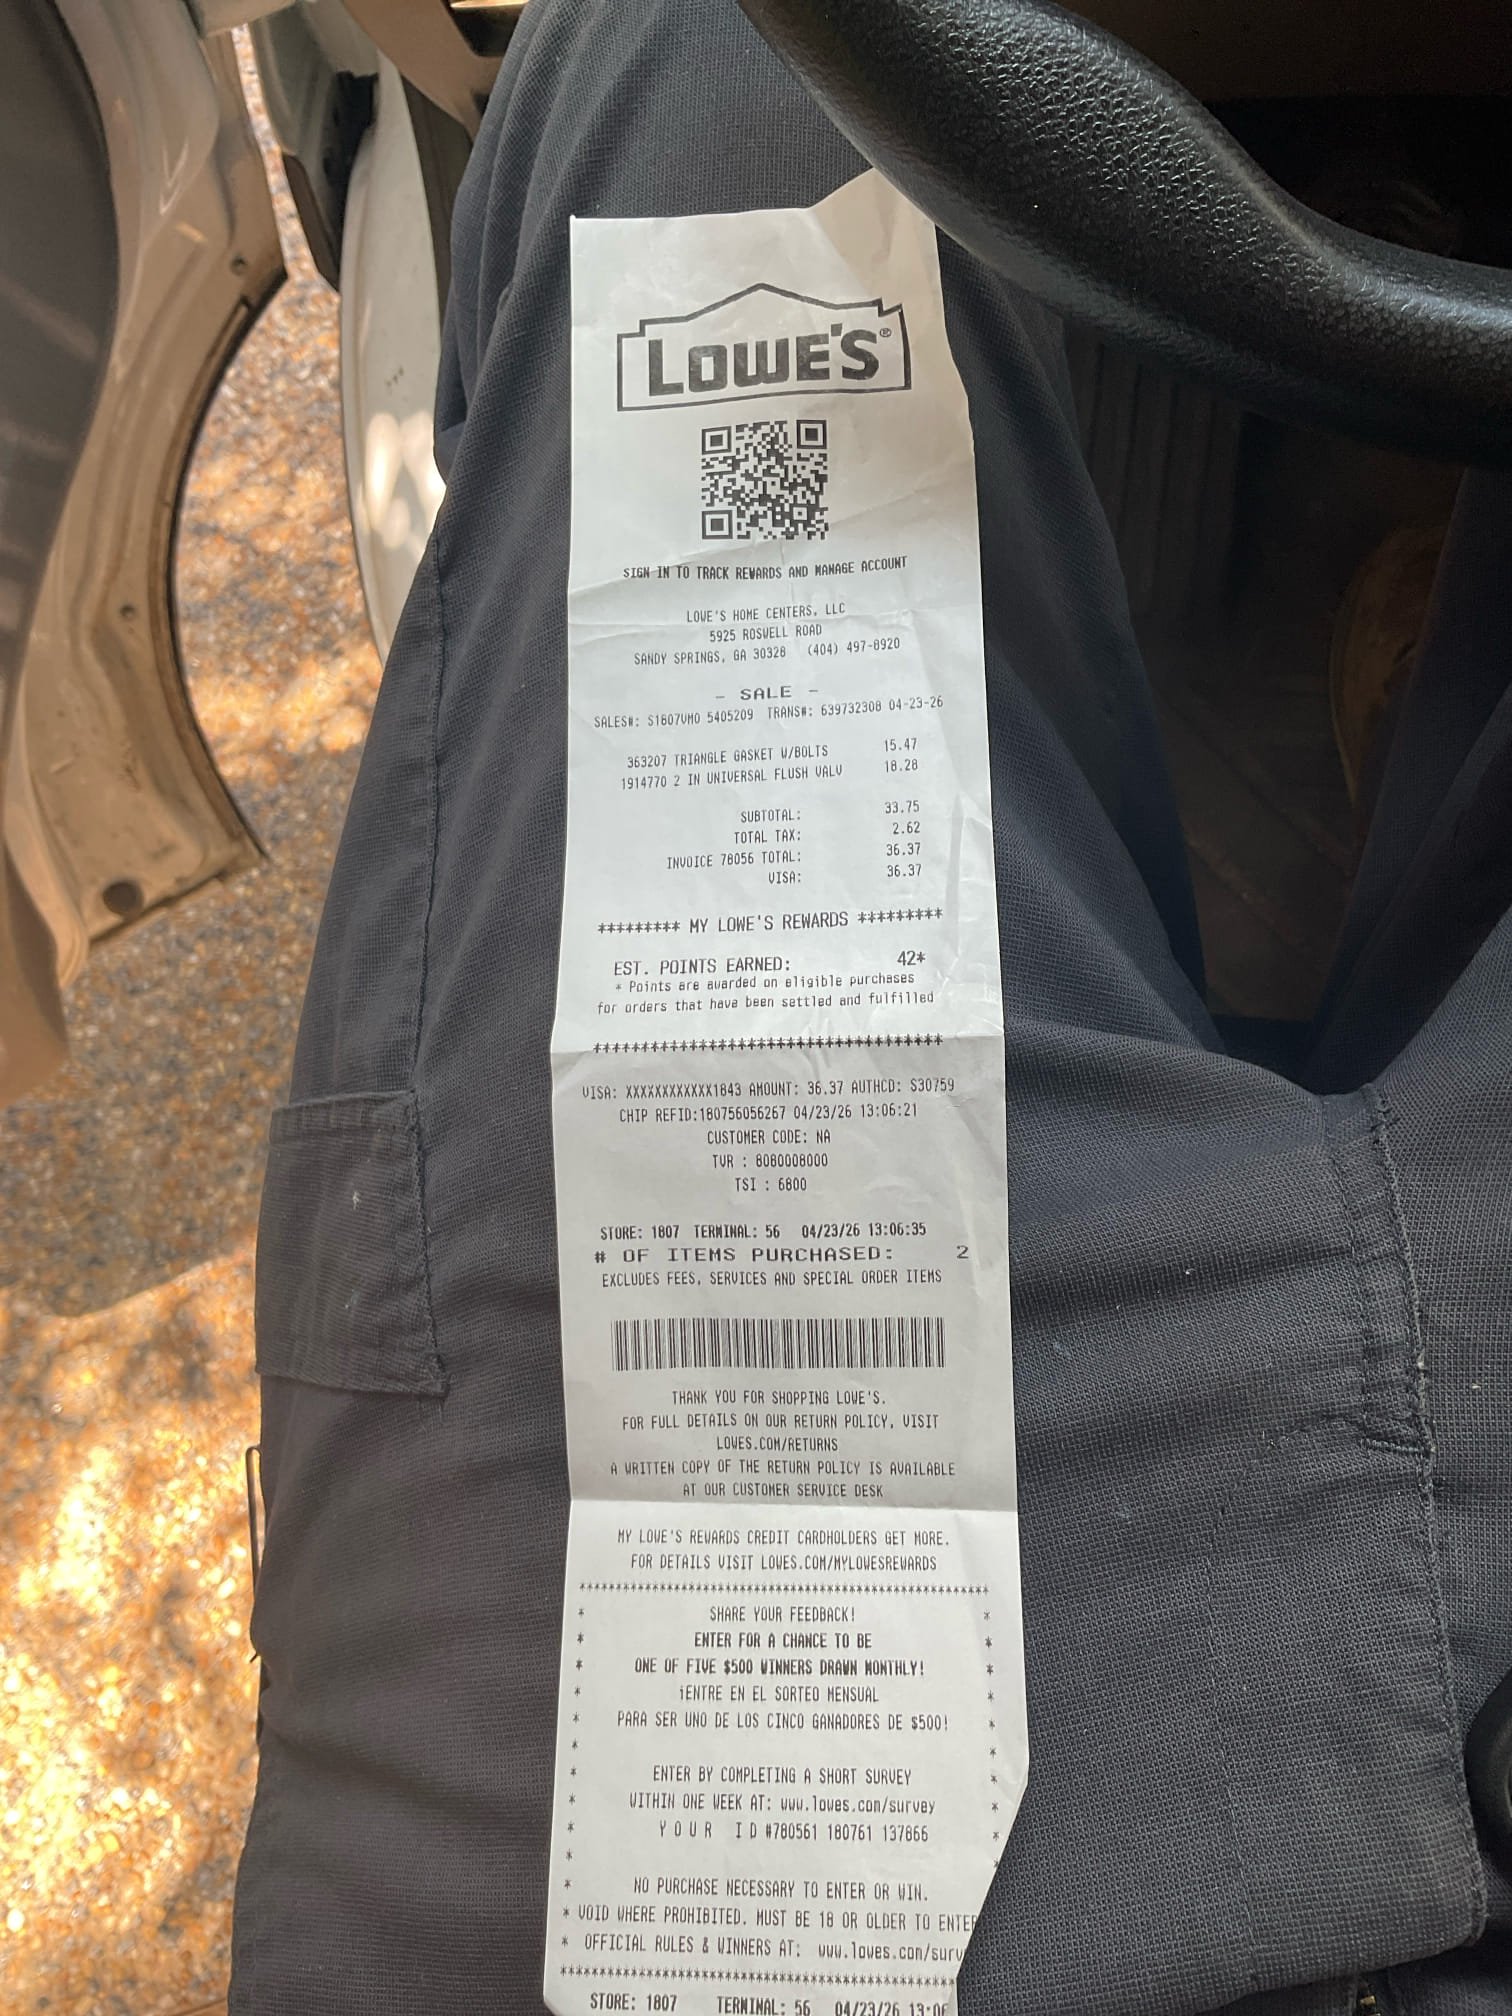 LOWE'S®
SIGN IN TO TRACK REWARDS AND MANAGE ACCOUNT
LOWE'S HOME CENTERS, LLC
5925 ROSWELL ROAD
SANDY SPRINGS, GA 30328 (404) 497-8920
- SALE -
SALES#: S1807VM0 5405209 TRANS#: 639732308 04-23-26
363207 TRIANGLE GASKET W/BOLTS 15.47
1914770 2 IN UNIVERSAL FLUSH VALV 18.28
SUBTOTAL: 33.75
TOTAL TAX: 2.62
INVOICE 78056 TOTAL: 36.37
VISA: 36.37
********* MY LOWE'S REWARDS *********
EST. POINTS EARNED: 42*
* Points are awarded on eligible purchases
for orders that have been settled and fulfilled
**************************************
VISA: XXXXXXXXXXXX1843 AMOUNT: 36.37 AUTHCD: S30759
CHIP REFID:180756056267 04/23/26 13:06:21
CUSTOMER CODE: NA
TVR : 8080008000
TSI : 6800
STORE: 1807 TERMINAL: 56 04/23/26 13:06:35
# OF ITEMS PURCHASED: 2
EXCLUDES FEES, SERVICES AND SPECIAL ORDER ITEMS
THANK YOU FOR SHOPPING LOWE'S.
FOR FULL DETAILS ON OUR RETURN POLICY, VISIT
LOWES.COM/RETURNS
A WRITTEN COPY OF THE RETURN POLICY IS AVAILABLE
AT OUR CUSTOMER SERVICE DESK
MY LOWE'S REWARDS CREDIT CARDHOLDERS GET MORE.
FOR DETAILS VISIT LOWES.COM/MYLOWESREWARDS
******************************************************
* SHARE YOUR FEEDBACK! *
* ENTER FOR A CHANCE TO BE *
* ONE OF FIVE $500 WINNERS DRAWN MONTHLY! *
* ¡ENTRE EN EL SORTEO MENSUAL *
* PARA SER UNO DE LOS CINCO GANADORES DE $500! *
* *
* ENTER BY COMPLETING A SHORT SURVEY *
* WITHIN ONE WEEK AT: www.lowes.com/survey *
* Y O U R I D #780561 180761 137866 *
* *
* NO PURCHASE NECESSARY TO ENTER OR WIN.
* VOID WHERE PROHIBITED. MUST BE 18 OR OLDER TO ENTER
* OFFICIAL RULES & WINNERS AT: www.lowes.com/surv
****************************************************
STORE: 1807 TERMINAL: 56 04/23/26 13:06